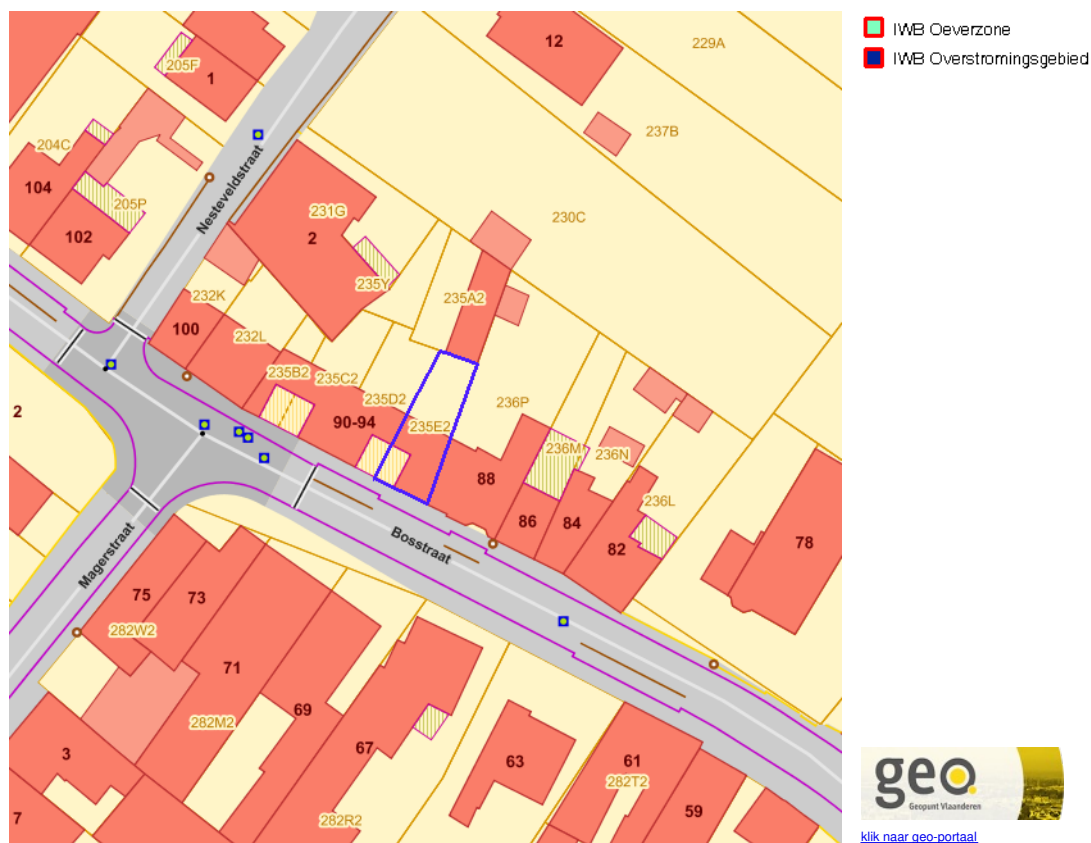 IWB Oeverzone
IWB Overstromingsgebied
12
229A
205F
1
237B
204C
Nesteveldstraat
104
205P
230C
231G
102
2
235Y
232K
235A2
100
232L
235B2
235C2
2
235D2
236P
90-94
235E2
236M
236N
88
78
236L
86
84
Bosstraat
82
Magerstraat
75
73
282W2
71
69
282M2
67
3
63
61
282T2
59
7
282R2
geo
Geopunt Vlaanderen
klik naar geo-portaal